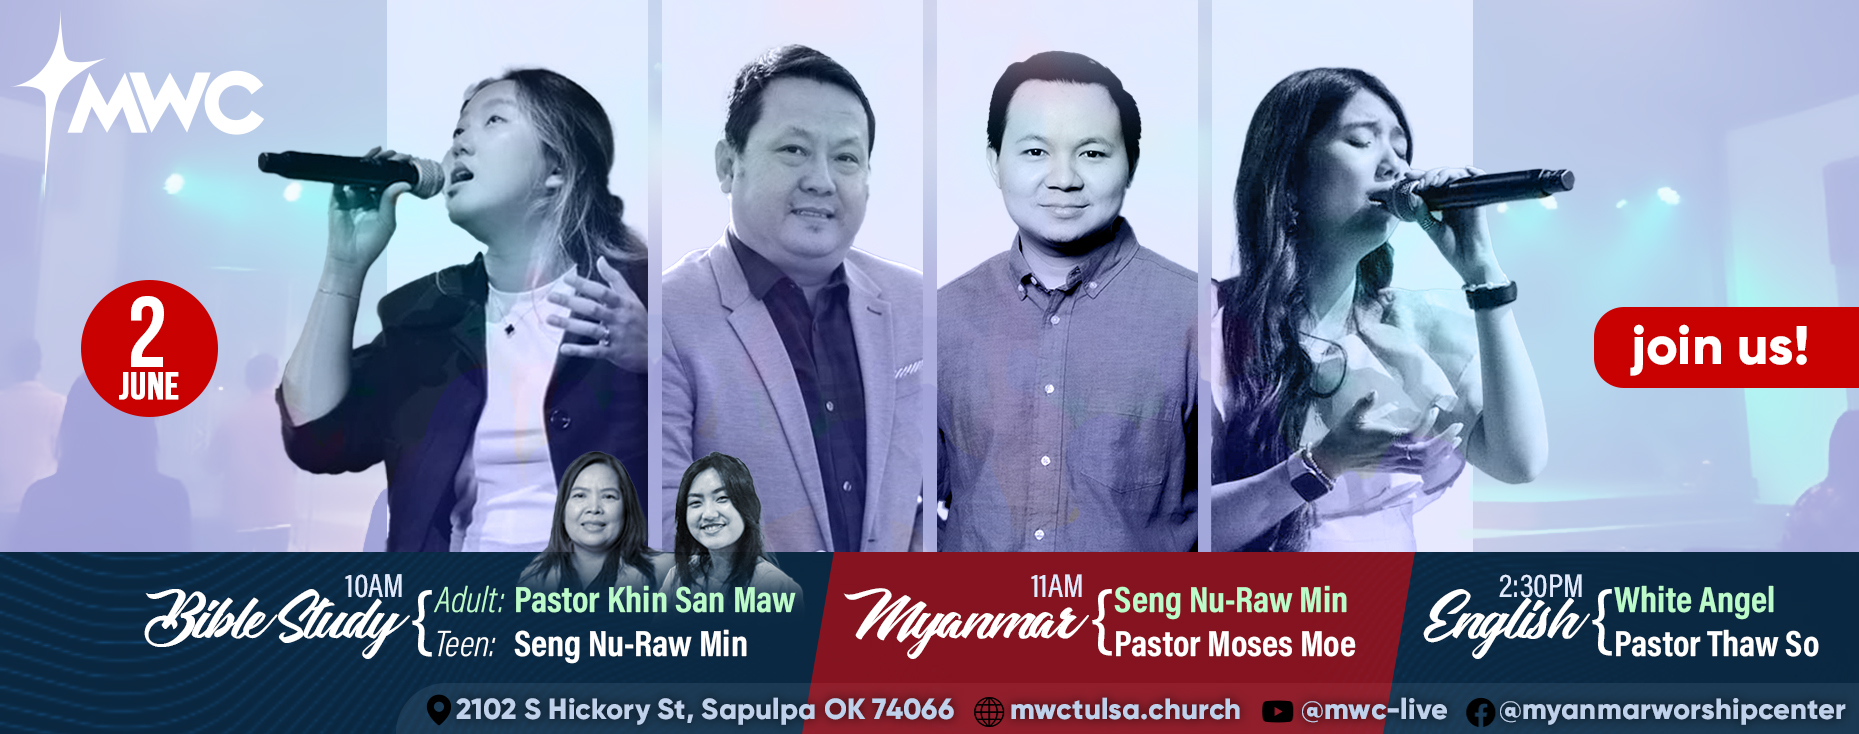 MWC
2
JUNE
join us!
10AM
Bible Study
Adult: Pastor Khin San Maw
Teen: Seng Nu-Raw Min
11AM
Myanmar
Seng Nu-Raw Min
Pastor Moses Moe
2:30PM
English
White Angel
Pastor Thaw So
2102 S Hickory St, Sapulpa OK 74066 mwctulsa.church @mwc-live @myanmarworshipcenter